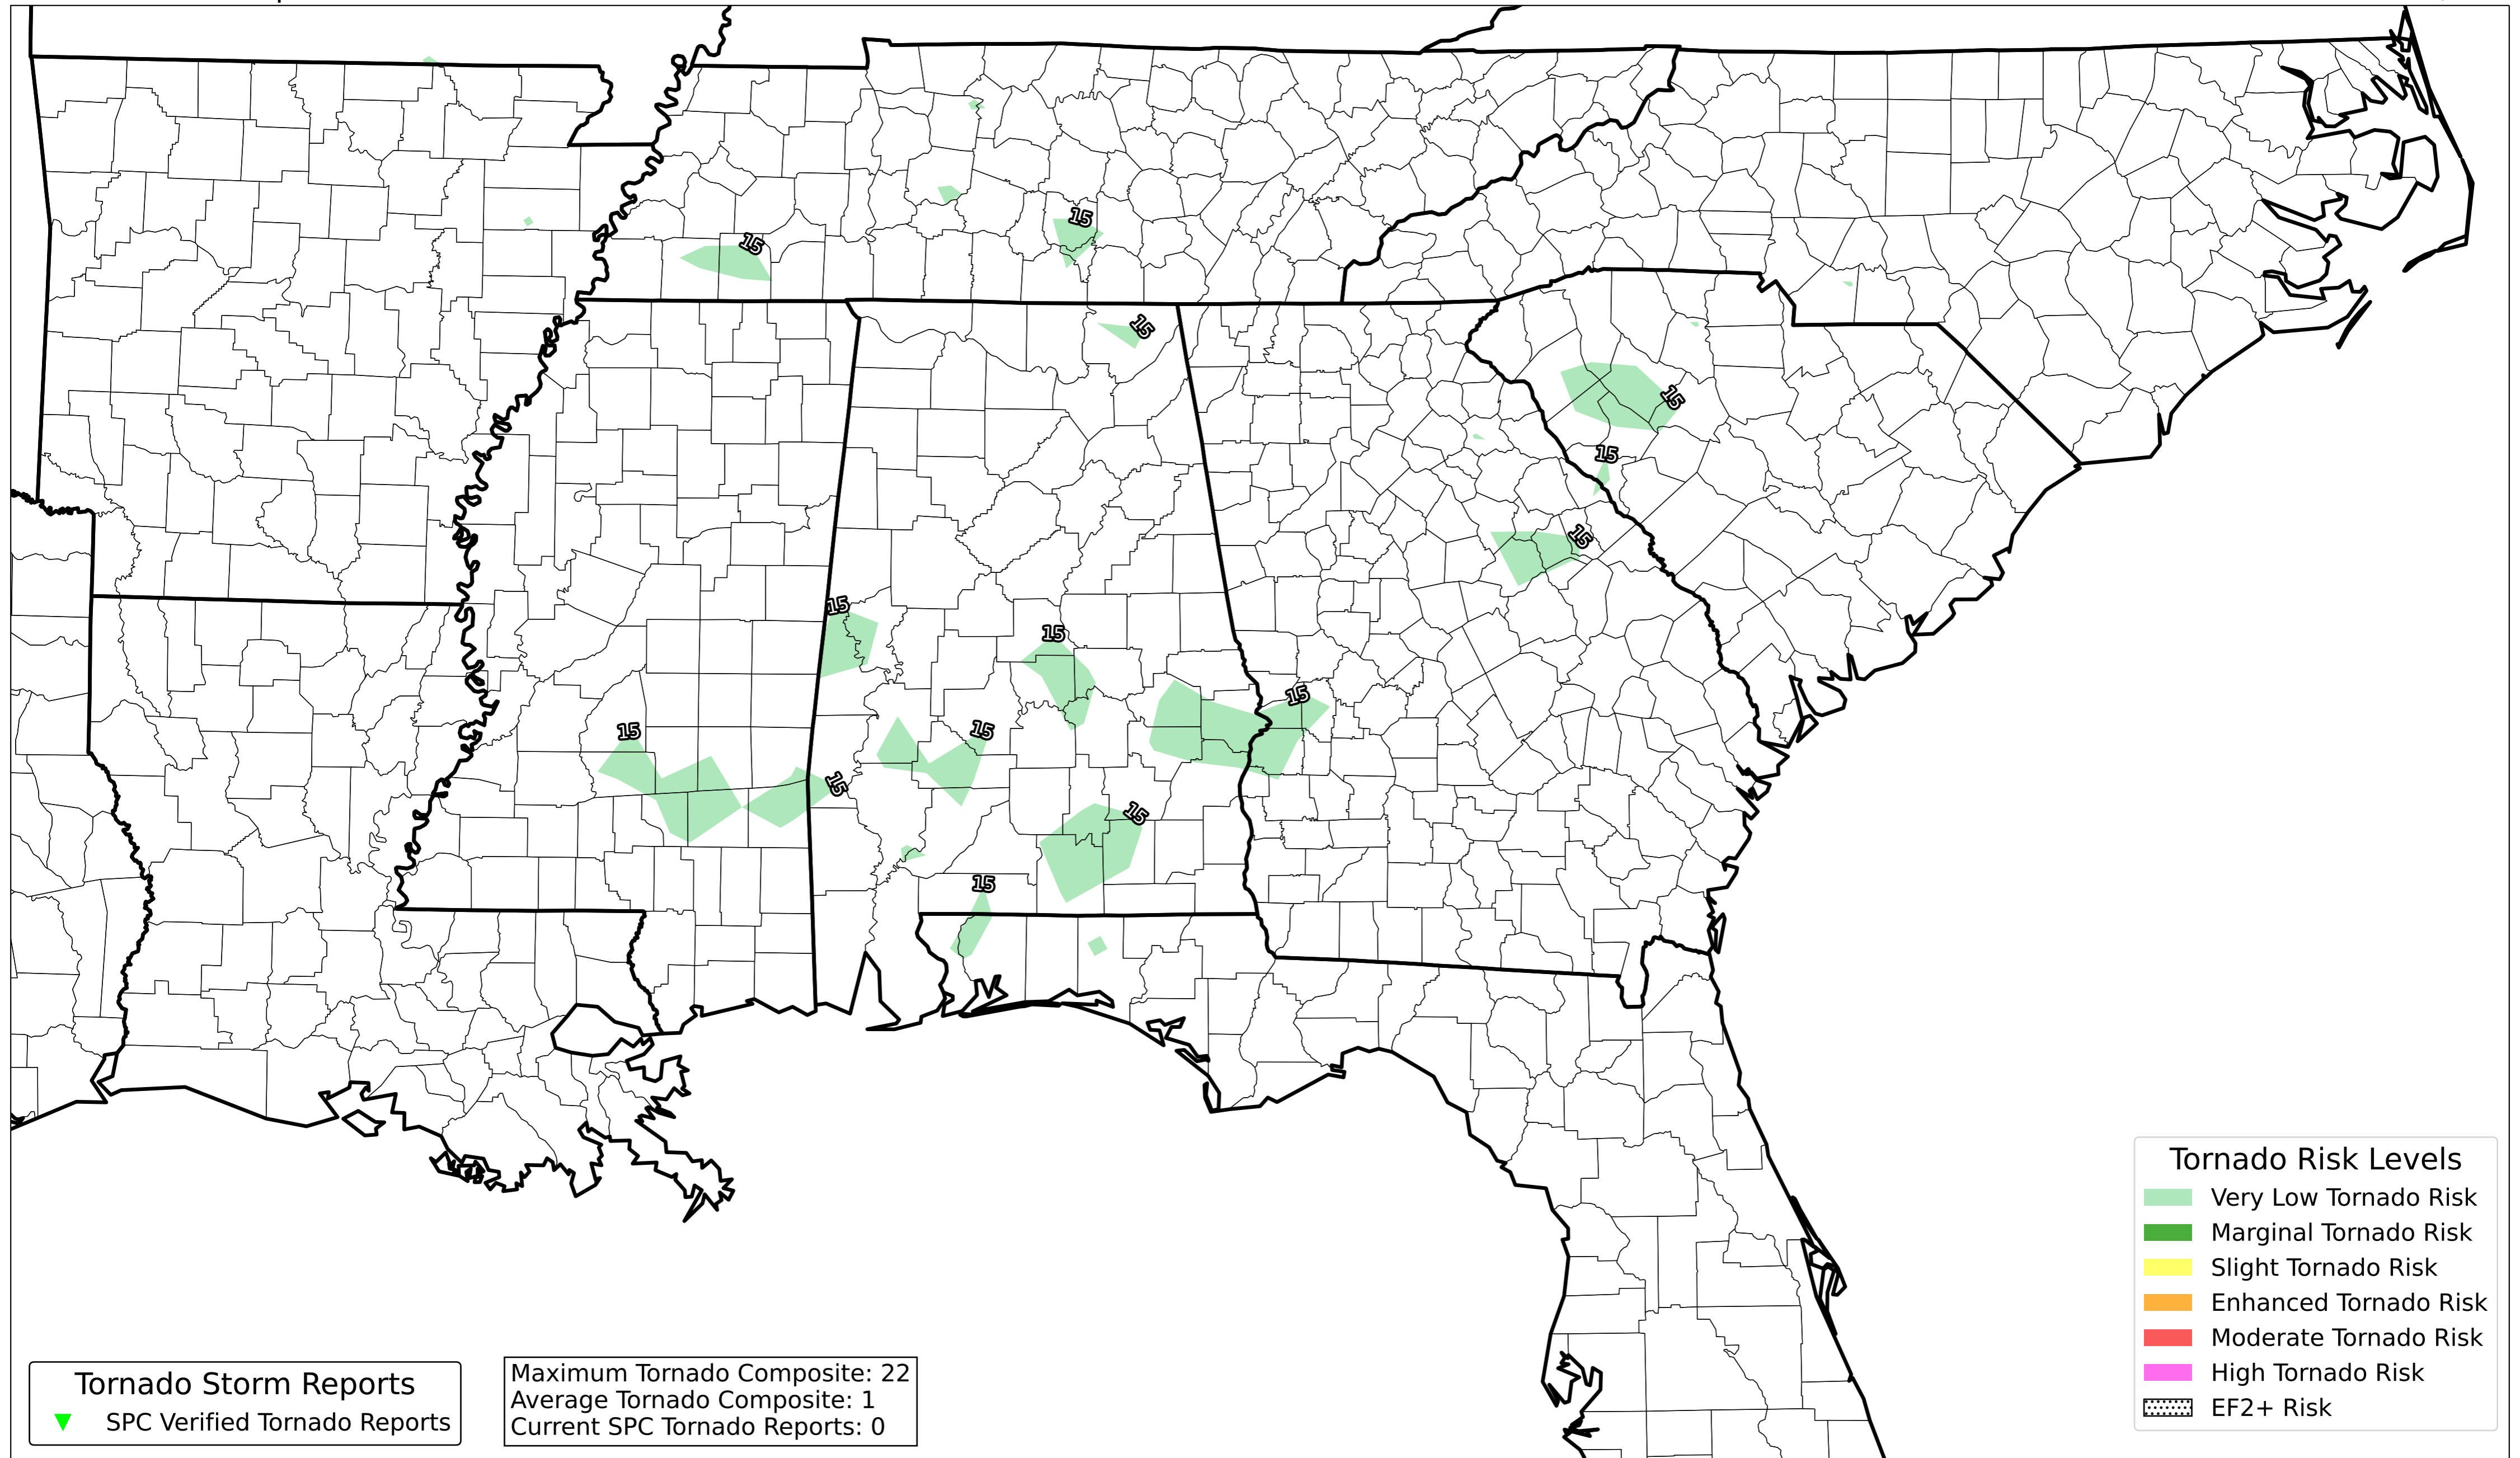 15
15
15
15
15
15
15
15
15
15
15
15
15
15
Tornado Risk Levels
Very Low Tornado Risk
Marginal Tornado Risk
Slight Tornado Risk
Enhanced Tornado Risk
Moderate Tornado Risk
High Tornado Risk
EF2+ Risk
Tornado Storm Reports
SPC Verified Tornado Reports
Maximum Tornado Composite: 22
Average Tornado Composite: 1
Current SPC Tornado Reports: 0